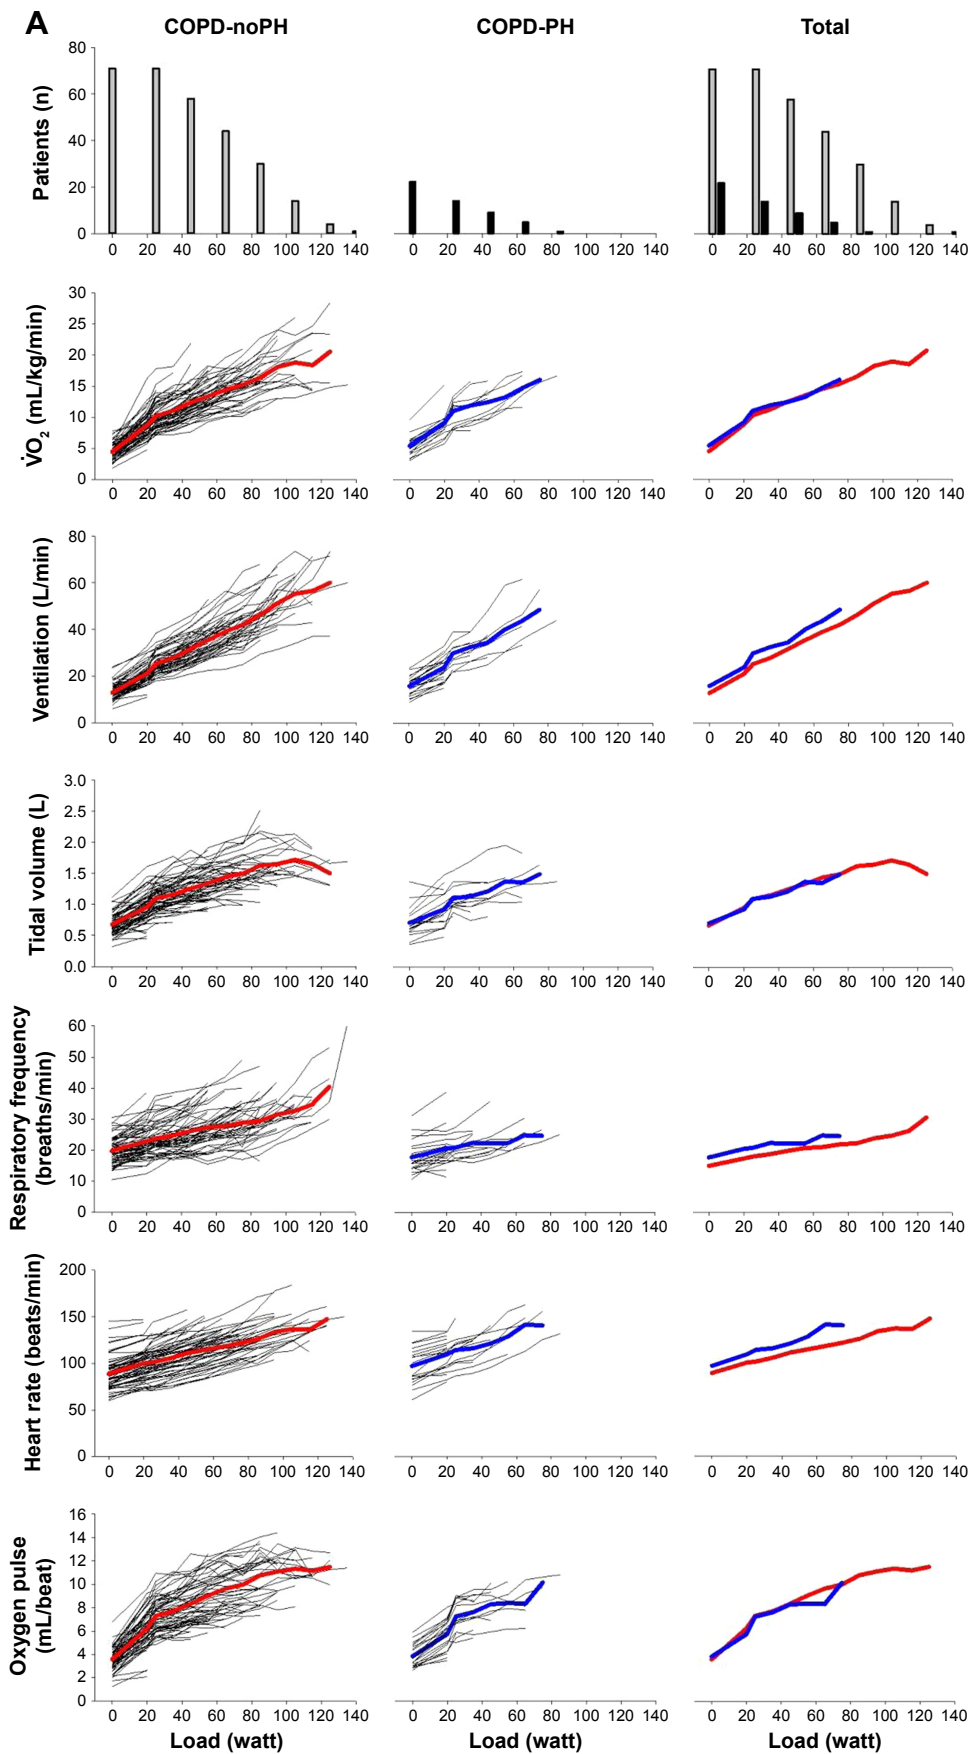 A
COPD-noPH COPD-PH Total
Patients (n)
80
60
40
20
0
0 20 40 60 80 100 120 140
0 20 40 60 80 100 120 140
0 20 40 60 80 100 120 140
V̇O2 (mL/kg/min)
30
25
20
15
10
5
0
0 20 40 60 80 100 120 140
0 20 40 60 80 100 120 140
0 20 40 60 80 100 120 140
Ventilation (L/min)
80
60
40
20
0
0 20 40 60 80 100 120 140
0 20 40 60 80 100 120 140
0 20 40 60 80 100 120 140
Tidal volume (L)
3.0
2.5
2.0
1.5
1.0
0.5
0.0
0 20 40 60 80 100 120 140
0 20 40 60 80 100 120 140
0 20 40 60 80 100 120 140
Respiratory frequency
(breaths/min)
60
50
40
30
20
10
0
0 20 40 60 80 100 120 140
0 20 40 60 80 100 120 140
0 20 40 60 80 100 120 140
Heart rate (beats/min)
200
150
100
50
0
0 20 40 60 80 100 120 140
0 20 40 60 80 100 120 140
0 20 40 60 80 100 120 140
Oxygen pulse
(mL/beat)
16
14
12
10
8
6
4
2
0
0 20 40 60 80 100 120 140
0 20 40 60 80 100 120 140
0 20 40 60 80 100 120 140
Load (watt) Load (watt) Load (watt)